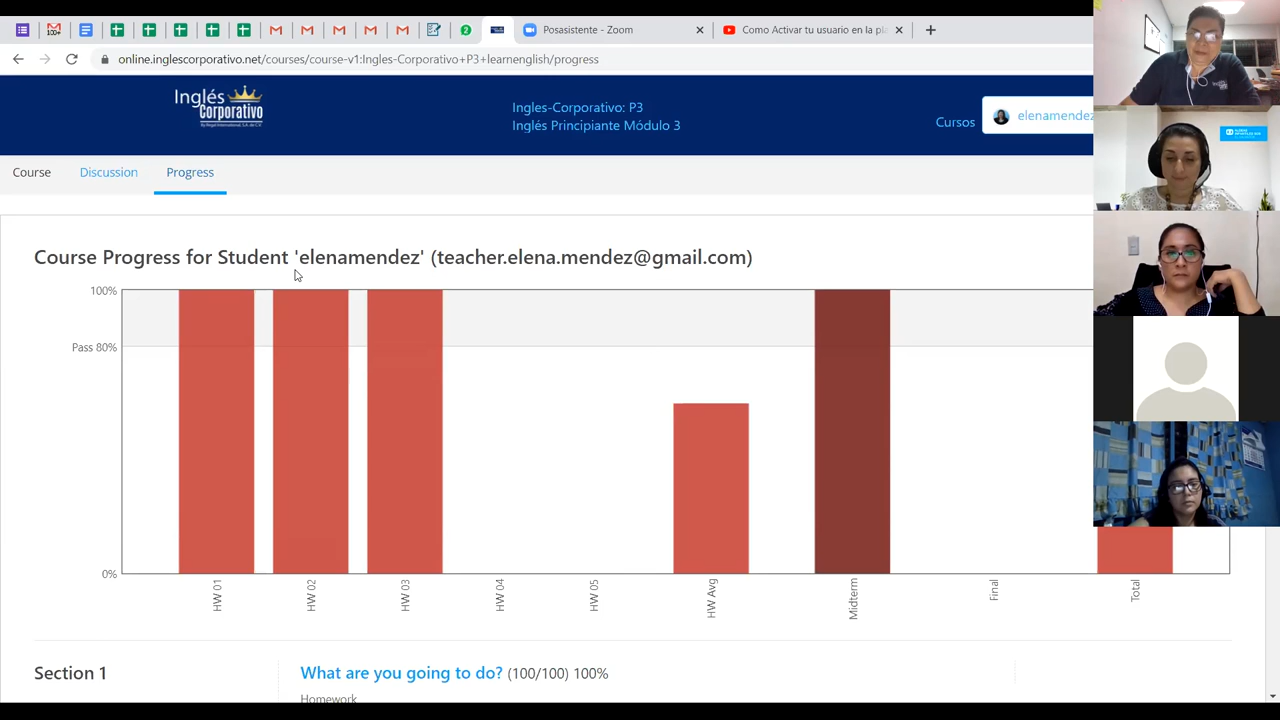 100+
2
Posasistente - Zoom
Como Activar tu usuario en la pla
online.inglescorporativo.net/courses/course-v1:Ingles-Corporativo+P3+learnenglish/progress
Inglés
Corporativo
Ingles-Corporativo: P3
Inglés Principiante Módulo 3
Cursos
elenamendez
Course
Discussion
Progress
Course Progress for Student 'elenamendez' (teacher.elena.mendez@gmail.com)
100%
Pass 80%
0%
HW 01
HW 02
HW 03
HW 04
HW 05
HW Avg
Midterm
Final
Total
Section 1
What are you going to do? (100/100) 100%
Homework